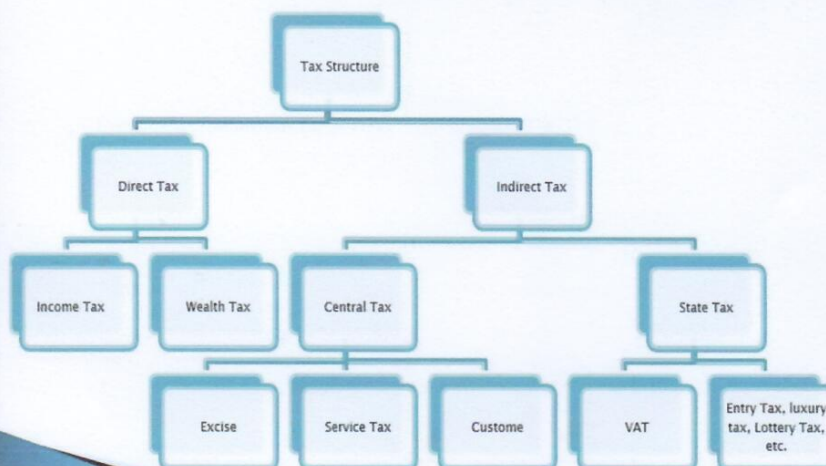 Tax Structure
Direct Tax
Indirect Tax
Income Tax
Wealth Tax
Central Tax
State Tax
Excise
Service Tax
Custome
VAT
Entry Tax, luxury
tax, Lottery Tax,
etc.